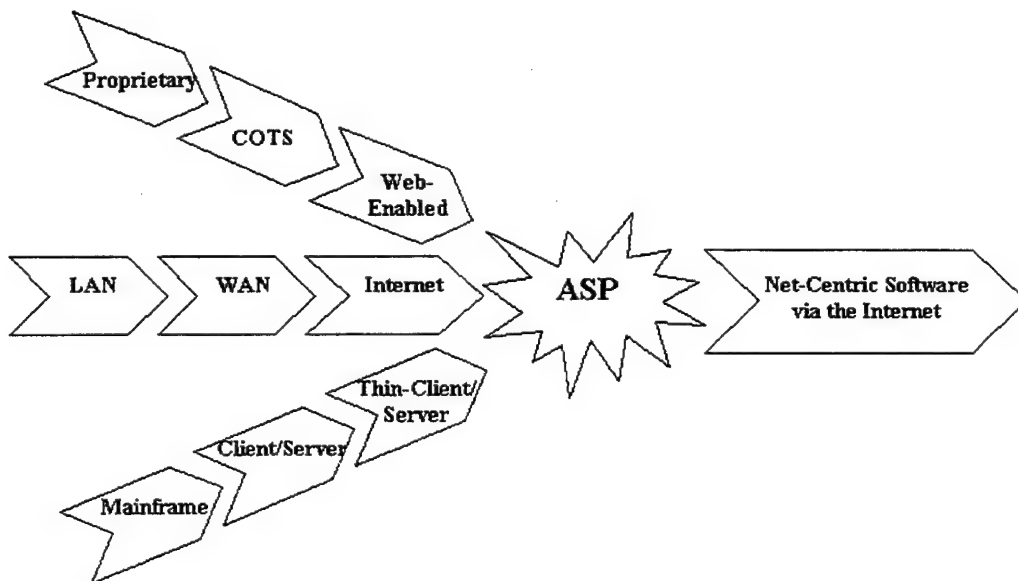 Proprietary
COTS
Web-
Enabled
LAN
WAN
Internet
ASP
Net-Centric Software
via the Internet
Thin-Client/
Server
Client/Server
Mainframe